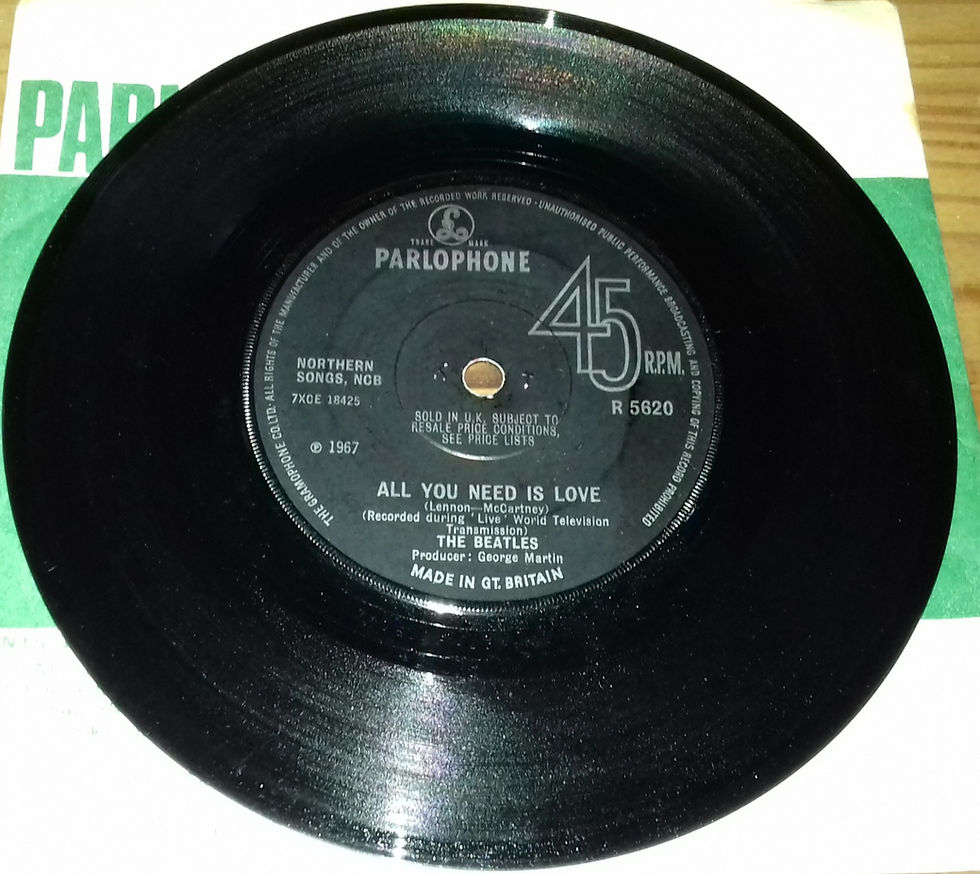 PAR
THE GRAMOPHONE CO. LTD. ALL RIGHTS OF THE MANUFACTURER AND OF THE OWNER OF THE RECORDED WORK RESERVED · UNAUTHORISED PUBLIC PERFORMANCE BROADCASTING AND COPYING OF THIS RECORD PROHIBITED
£
TRADE MARK
PARLOPHONE
45
R.P.M.
NORTHERN
SONGS, NCB
7XCE 18425
R 5620
K T
SOLD IN U.K. SUBJECT TO
RESALE PRICE CONDITIONS,
SEE PRICE LISTS
℗ 1967
ALL YOU NEED IS LOVE
(Lennon—McCartney)
(Recorded during 'Live' World Television
Transmission)
THE BEATLES
Producer : George Martin
MADE IN GT. BRITAIN